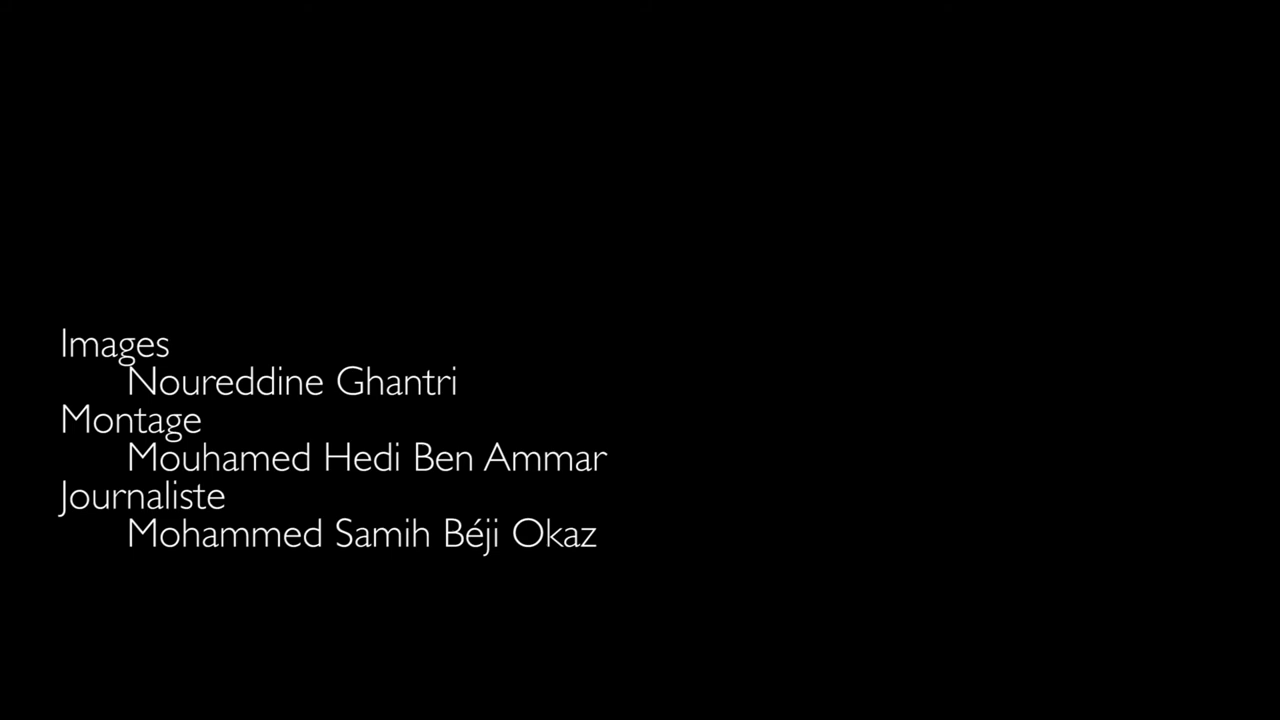 Images
Noureddine Ghantri
Montage
Mouhamed Hedi Ben Ammar
Journaliste
Mohammed Samih Béji Okaz